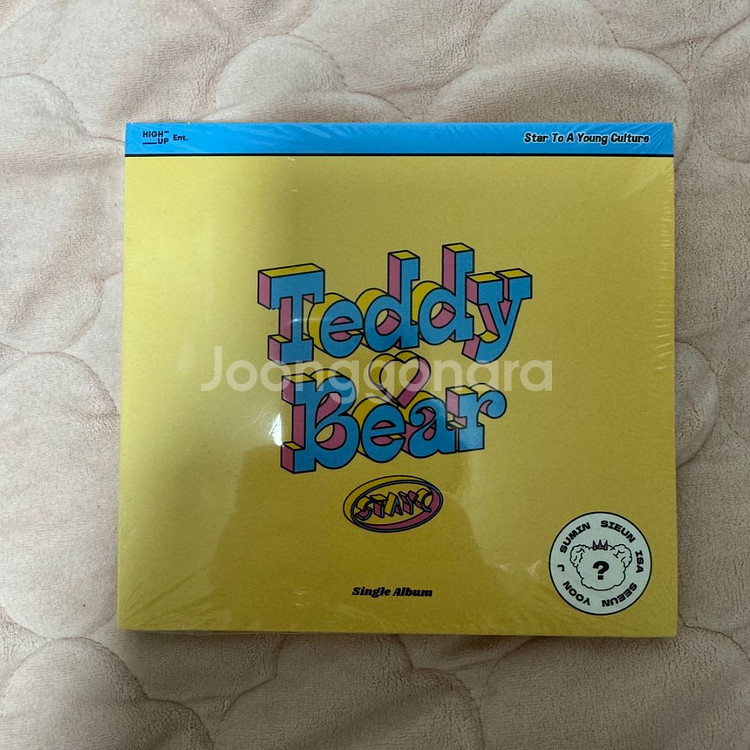 HIGH
UP Ent.
Star To A Young Culture
Teddy
Joonggonara
Bear
STAYC
Single Album
SUMIN SIEUN ISA SEEUN YOON J
?